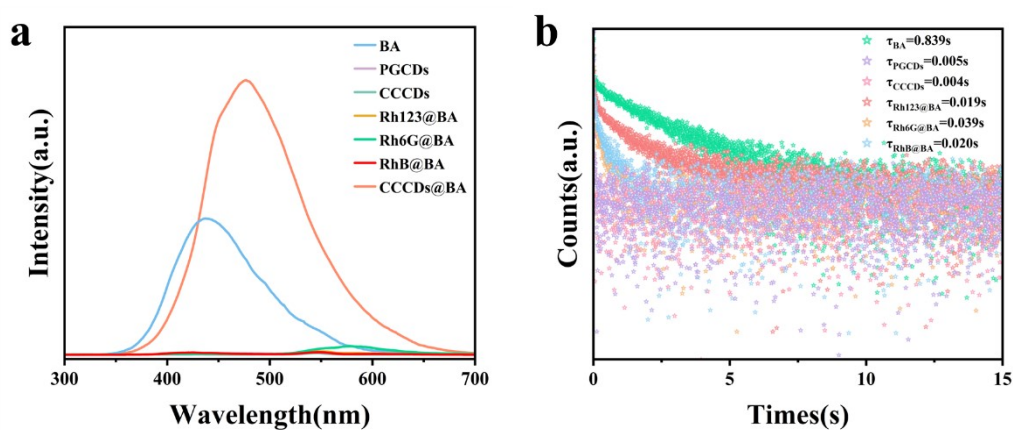 a
Intensity(a.u.)
BA
PGCDs
CCCDs
Rh123@BA
Rh6G@BA
RhB@BA
CCCDs@BA
300 400 500 600 700
Wavelength(nm)
b
Counts(a.u.)
τBA=0.839s
τPGCDs=0.005s
τCCCDs=0.004s
τRh123@BA=0.019s
τRh6G@BA=0.039s
τRhB@BA=0.020s
0 5 10 15
Times(s)